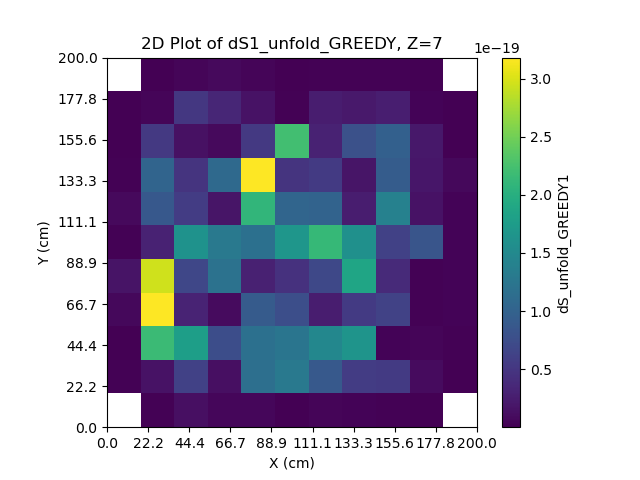 2D Plot of dS1_unfold_GREEDY, Z=7
1e−19
200.0
177.8
155.6
133.3
111.1
88.9
66.7
44.4
22.2
0.0
Y (cm)
0.0 22.2 44.4 66.7 88.9 111.1 133.3 155.6 177.8 200.0
X (cm)
3.0
2.5
2.0
1.5
1.0
0.5
dS_unfold_GREEDY1